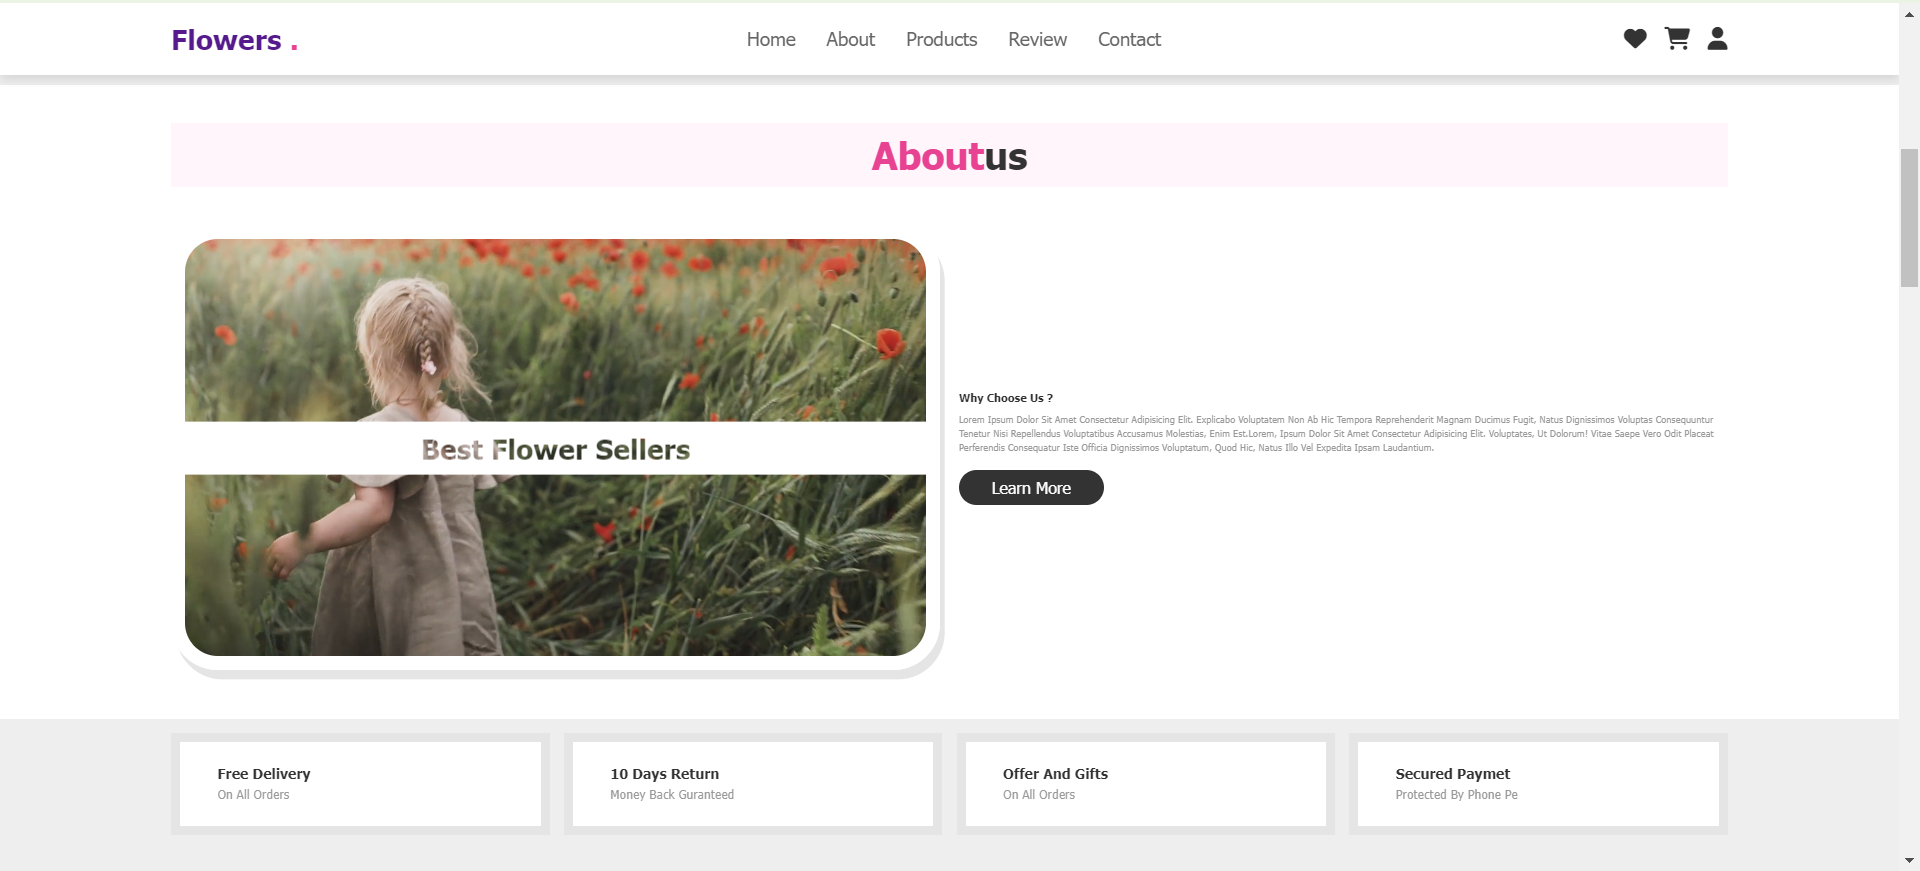 Flowers .
Home About Products Review Contact
Aboutus
Best Flower Sellers
Why Choose Us ?
Lorem Ipsum Dolor Sit Amet Consectetur Adipisicing Elit. Explicabo Voluptatem Non Ab Hic Tempora Reprehenderit Magnam Ducimus Fugit, Natus Dignissimos Voluptas Consequuntur
Tenetur Nisi Repellendus Voluptatibus Accusamus Molestias, Enim Est.Lorem, Ipsum Dolor Sit Amet Consectetur Adipisicing Elit. Voluptates, Ut Dolorum! Vitae Saepe Vero Odit Placeat
Perferendis Consequatur Iste Officia Dignissimos Voluptatum, Quod Hic, Natus Illo Vel Expedita Ipsam Laudantium.
Learn More
Free Delivery
On All Orders
10 Days Return
Money Back Guranteed
Offer And Gifts
On All Orders
Secured Paymet
Protected By Phone Pe